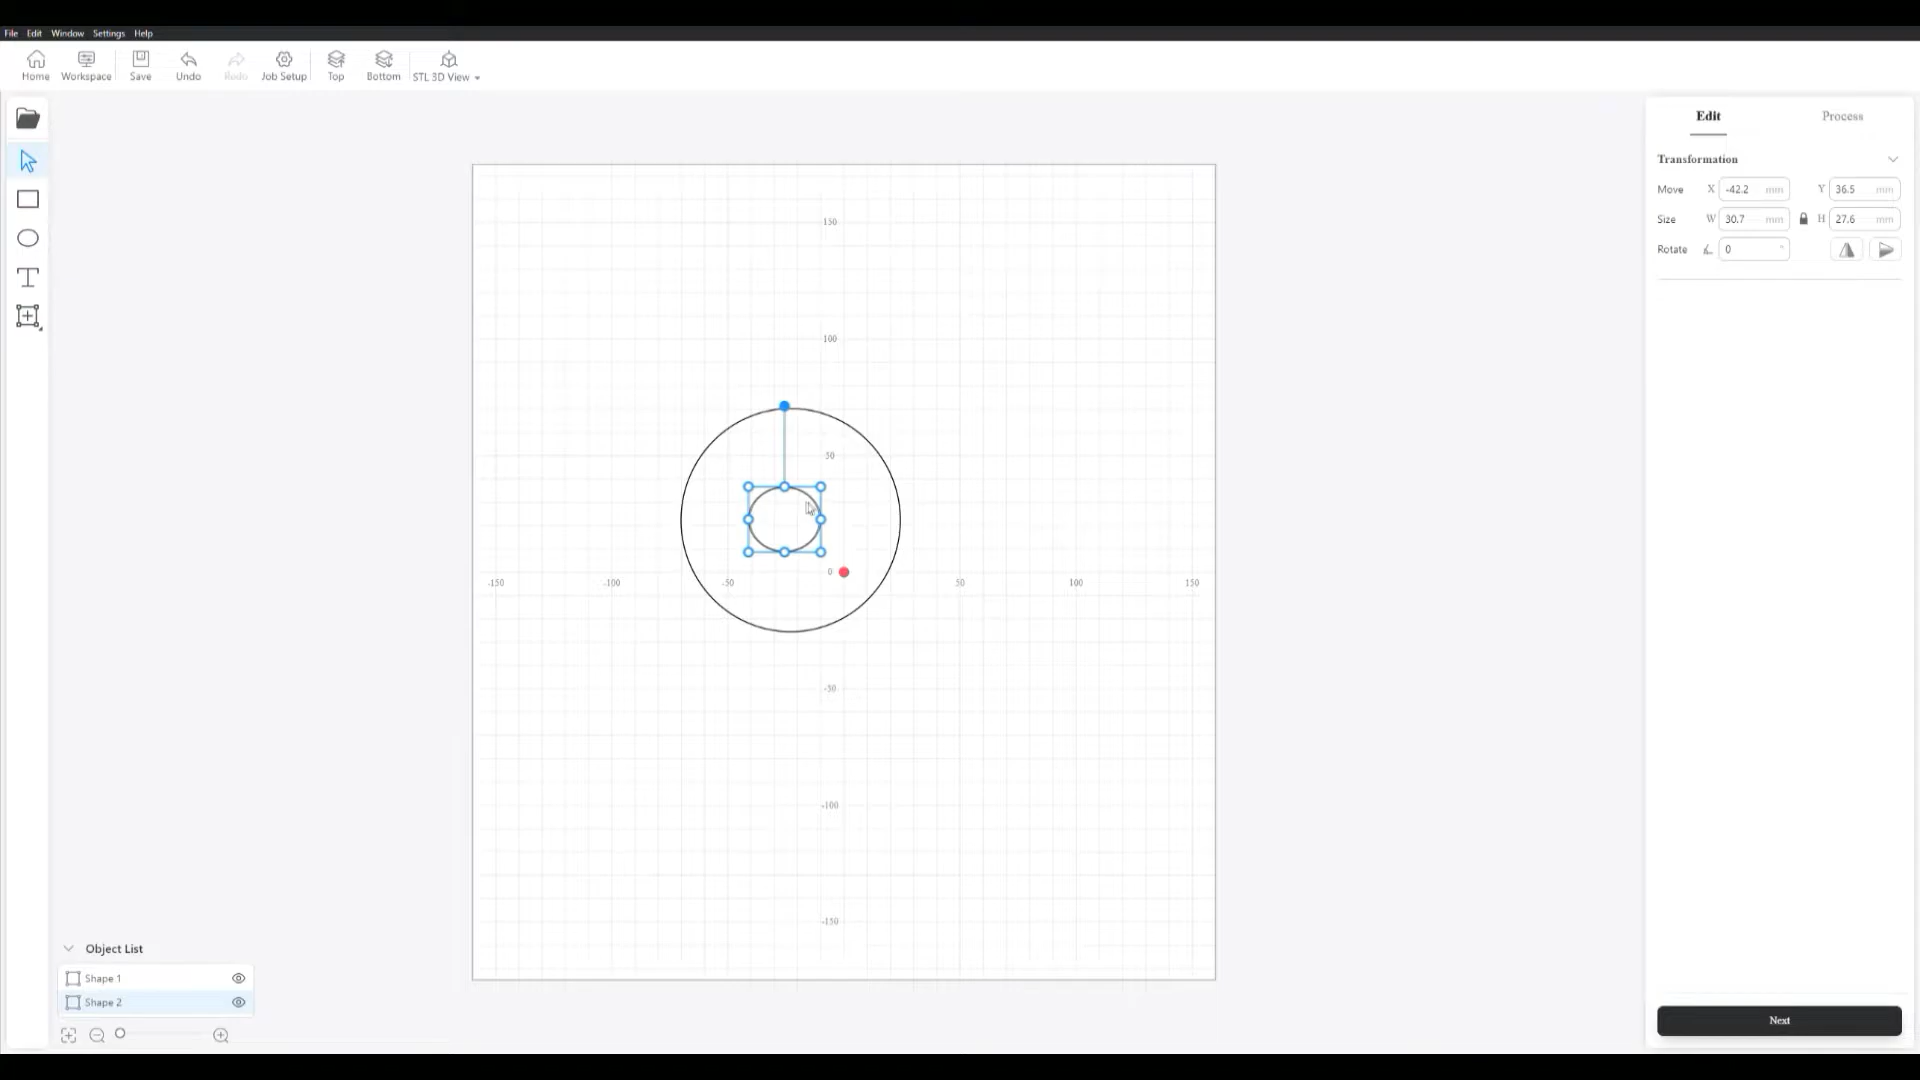 File Edit Window Settings Help
Home Workspace Save Undo Redo Job Setup Top Bottom STL 3D View
Edit Process
Transformation
Move X -42.2 mm Y 36.5 mm
Size W 30.7 mm H 27.6 mm
Rotate 0 °
150
100
50
0
-150 -100 -50 50 100 150
-50
-100
-150
Object List
Shape 1
Shape 2
Next